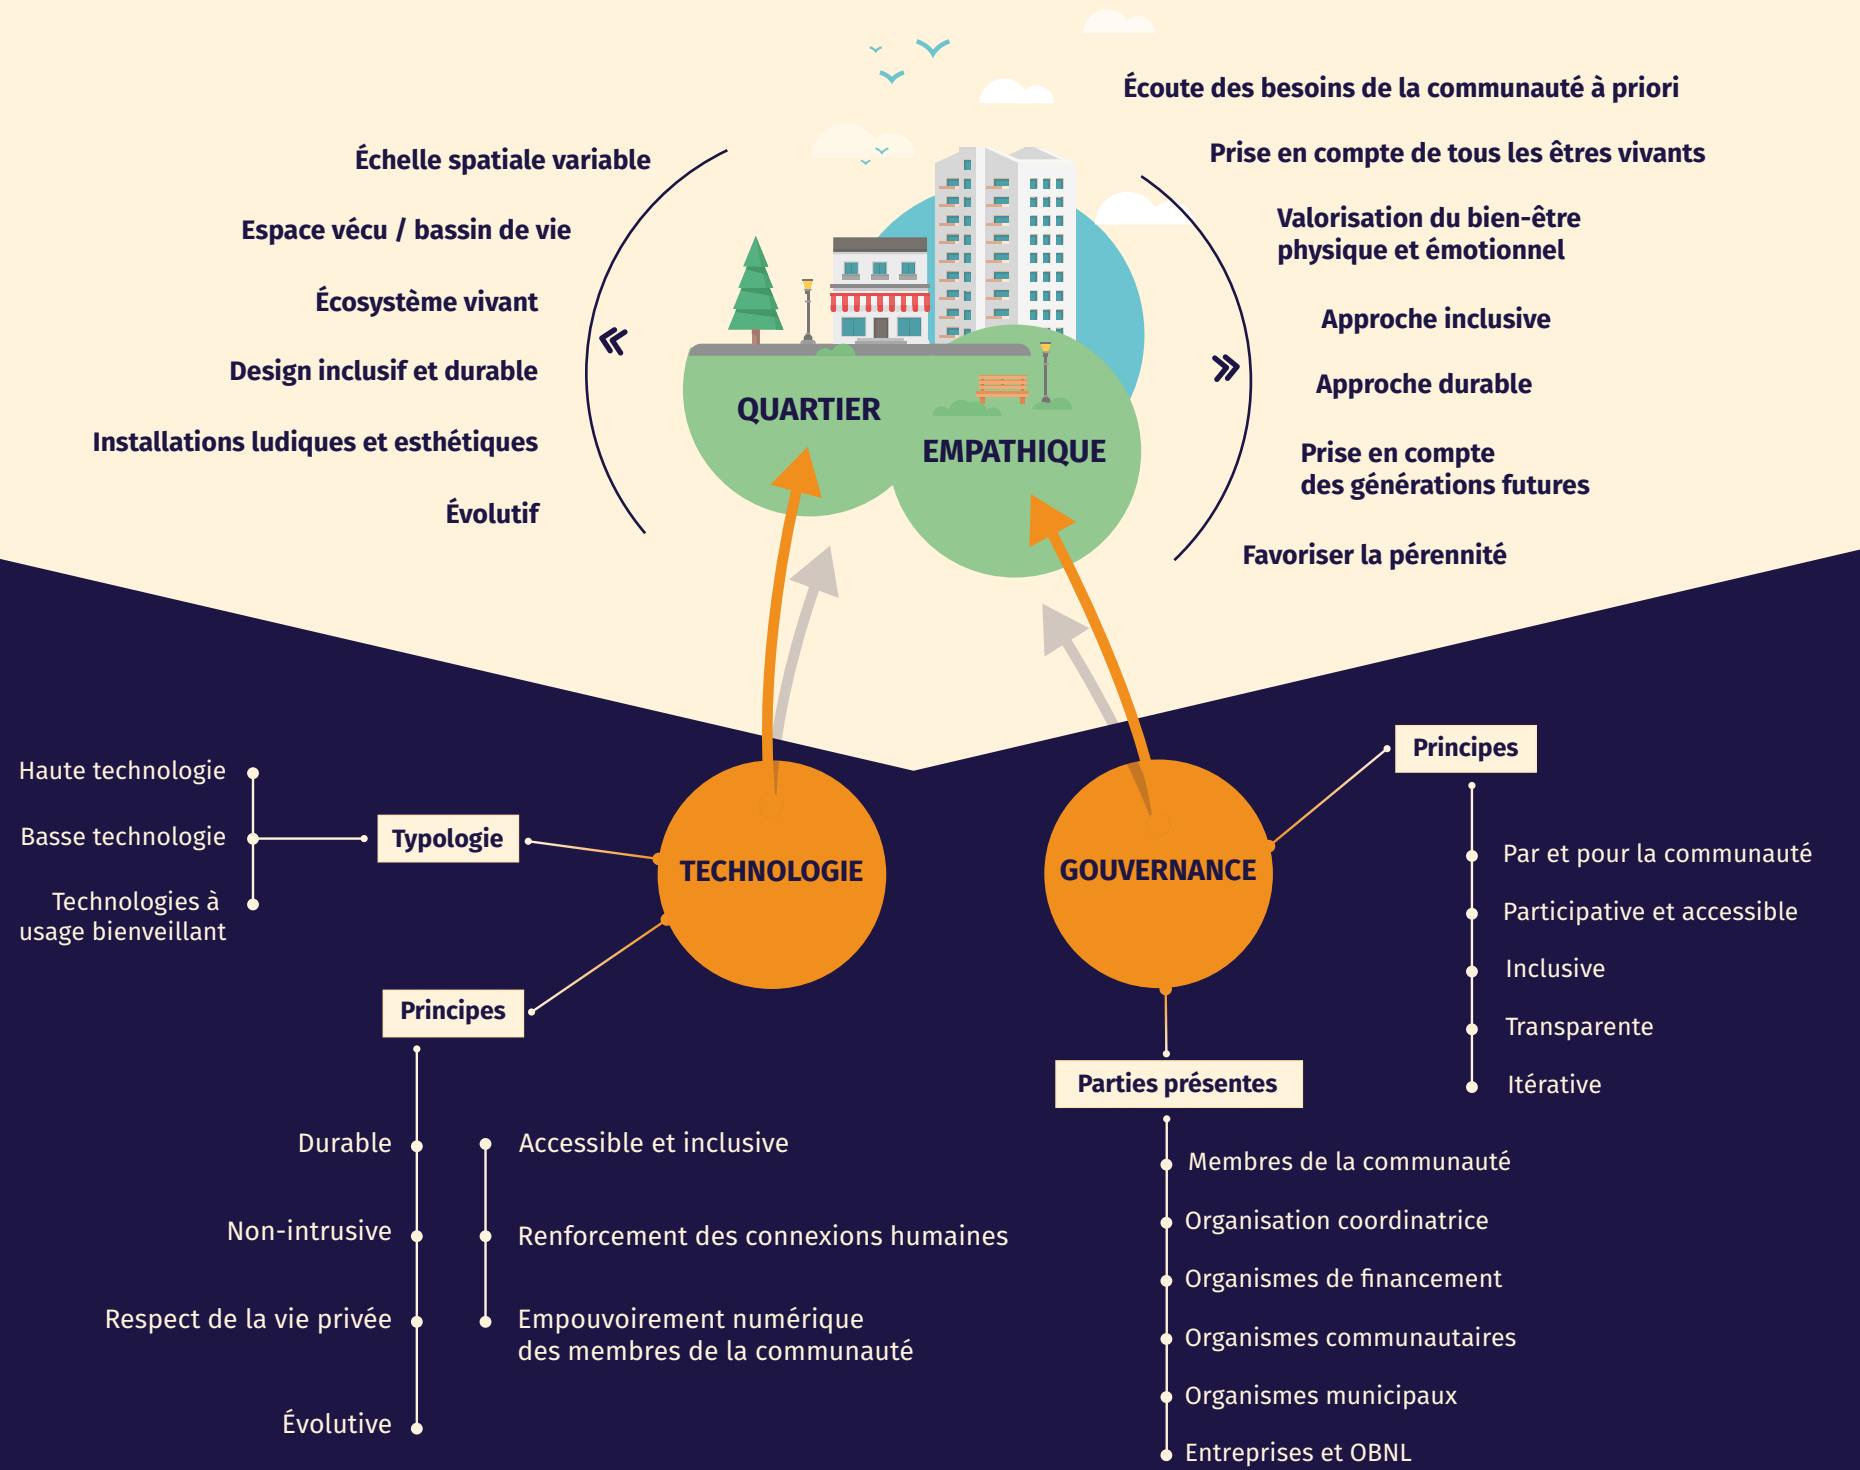 Échelle spatiale variable
Espace vécu / bassin de vie
Écosystème vivant
Design inclusif et durable
Installations ludiques et esthétiques
Évolutif
«
QUARTIER
EMPATHIQUE
»
Écoute des besoins de la communauté à priori
Prise en compte de tous les êtres vivants
Valorisation du bien-être
physique et émotionnel
Approche inclusive
Approche durable
Prise en compte
des générations futures
Favoriser la pérennité
TECHNOLOGIE
Typologie
Haute technologie
Basse technologie
Technologies à
usage bienveillant
Principes
Durable
Non-intrusive
Respect de la vie privée
Évolutive
Accessible et inclusive
Renforcement des connexions humaines
Empouvoirement numérique
des membres de la communauté
GOUVERNANCE
Principes
Par et pour la communauté
Participative et accessible
Inclusive
Transparente
Itérative
Parties présentes
Membres de la communauté
Organisation coordinatrice
Organismes de financement
Organismes communautaires
Organismes municipaux
Entreprises et OBNL